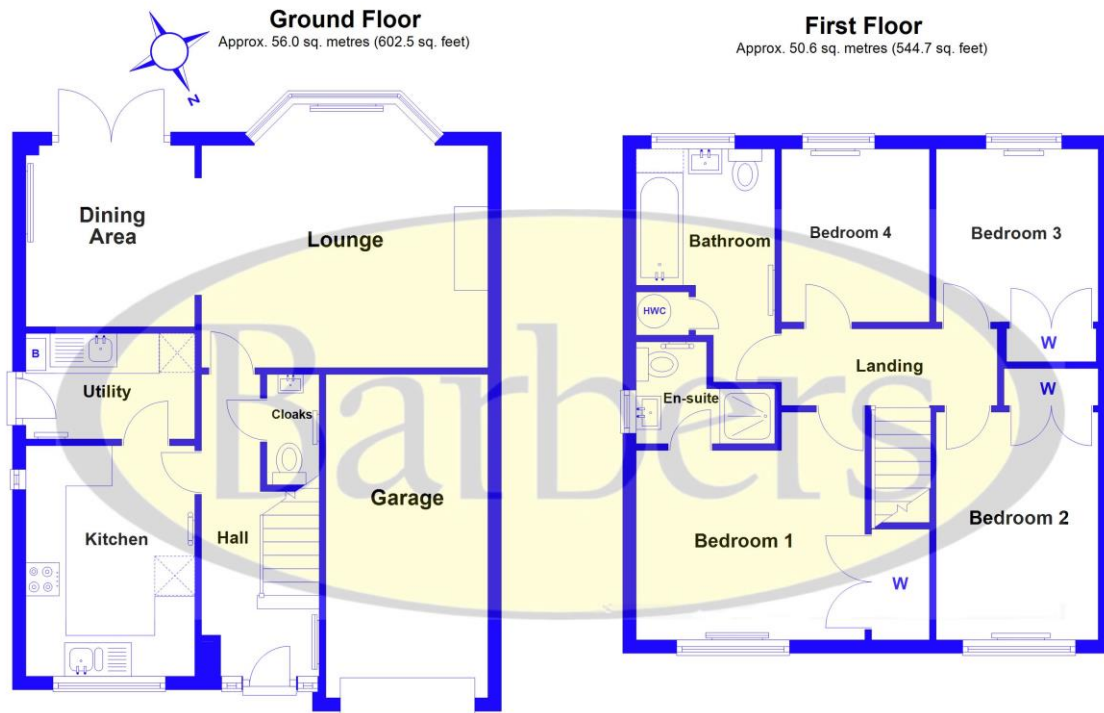 Ground Floor
Approx. 56.0 sq. metres (602.5 sq. feet)
N
Dining
Area
Lounge
B
Utility
Cloaks
Garage
Kitchen
Hall
First Floor
Approx. 50.6 sq. metres (544.7 sq. feet)
Bathroom
Bedroom 4
Bedroom 3
HWC
W
Landing
W
En-suite
Bedroom 1
Bedroom 2
W
Barbers